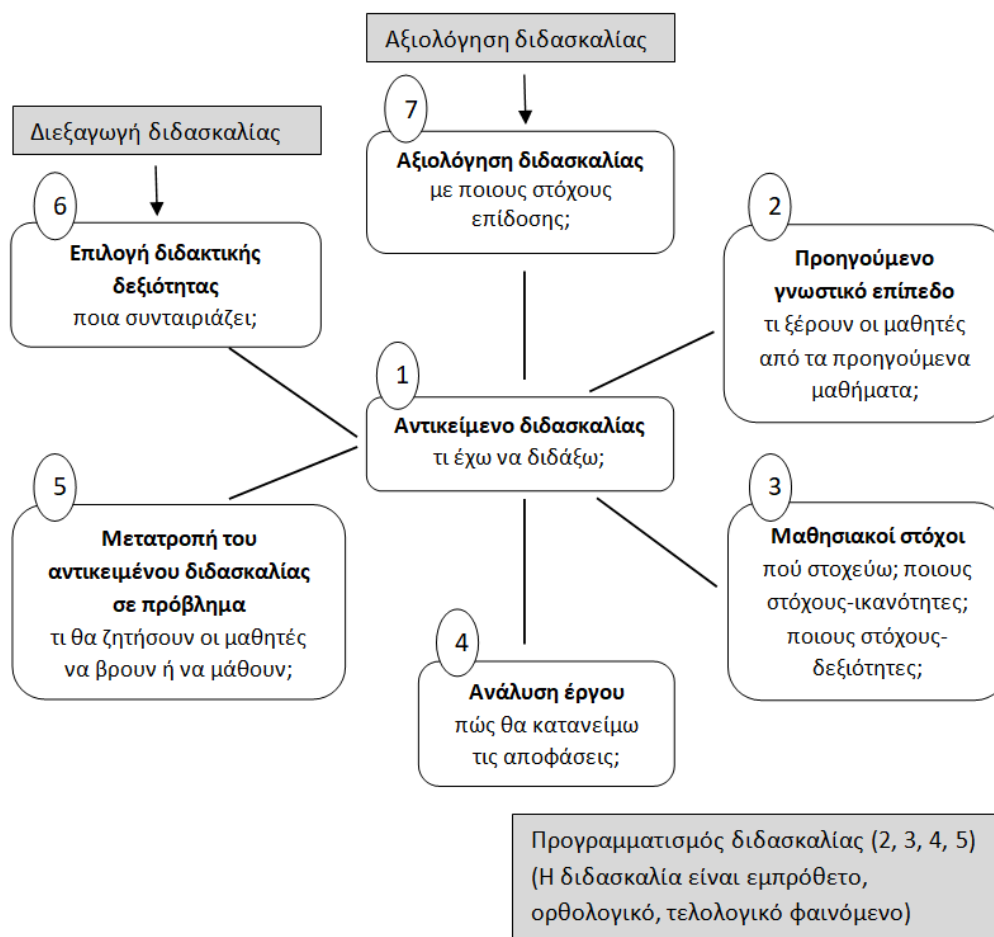 Αξιολόγηση διδασκαλίας
7
Αξιολόγηση διδασκαλίας
με ποιους στόχους
επίδοσης;
Διεξαγωγή διδασκαλίας
6
Επιλογή διδακτικής
δεξιότητας
ποια συνταιριάζει;
2
Προηγούμενο
γνωστικό επίπεδο
τι ξέρουν οι μαθητές
από τα προηγούμενα
μαθήματα;
1
Αντικείμενο διδασκαλίας
τι έχω να διδάξω;
5
Μετατροπή του
αντικειμένου διδασκαλίας
σε πρόβλημα
τι θα ζητήσουν οι μαθητές
να βρουν ή να μάθουν;
3
Μαθησιακοί στόχοι
πού στοχεύω; ποιους
στόχους-ικανότητες;
ποιους στόχους-
δεξιότητες;
4
Ανάλυση έργου
πώς θα κατανείμω
τις αποφάσεις;
Προγραμματισμός διδασκαλίας (2, 3, 4, 5)
(Η διδασκαλία είναι εμπρόθετο,
ορθολογικό, τελολογικό φαινόμενο)